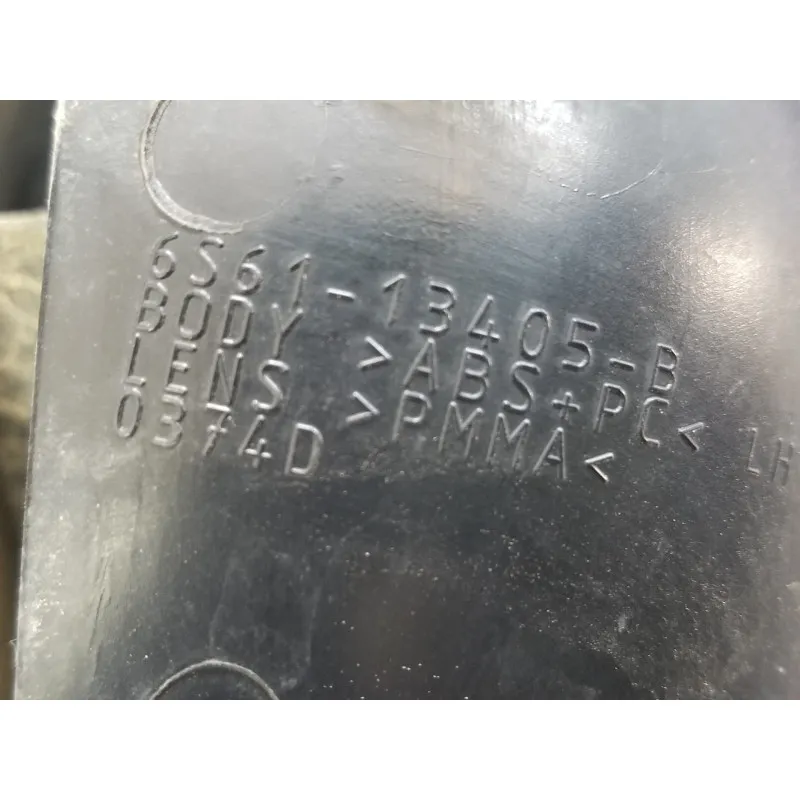 6S61-13405-B
BODY >ABS+PC< LH
LENS >PMMA<
0374D